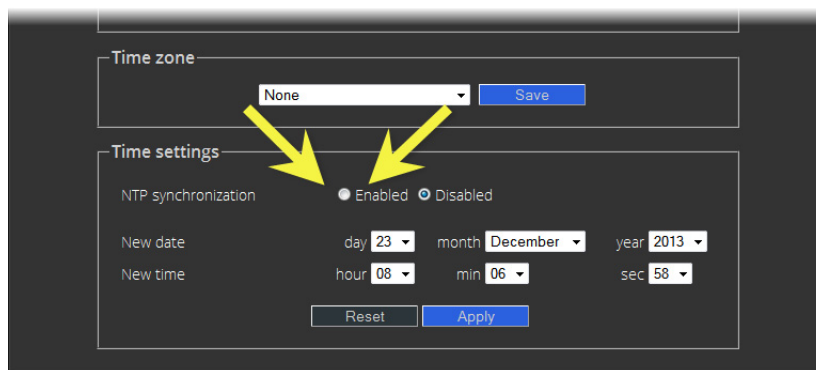 Time zone
None Save
Time settings
NTP synchronization Enabled Disabled
New date day 23 month December year 2013
New time hour 08 min 06 sec 58
Reset Apply